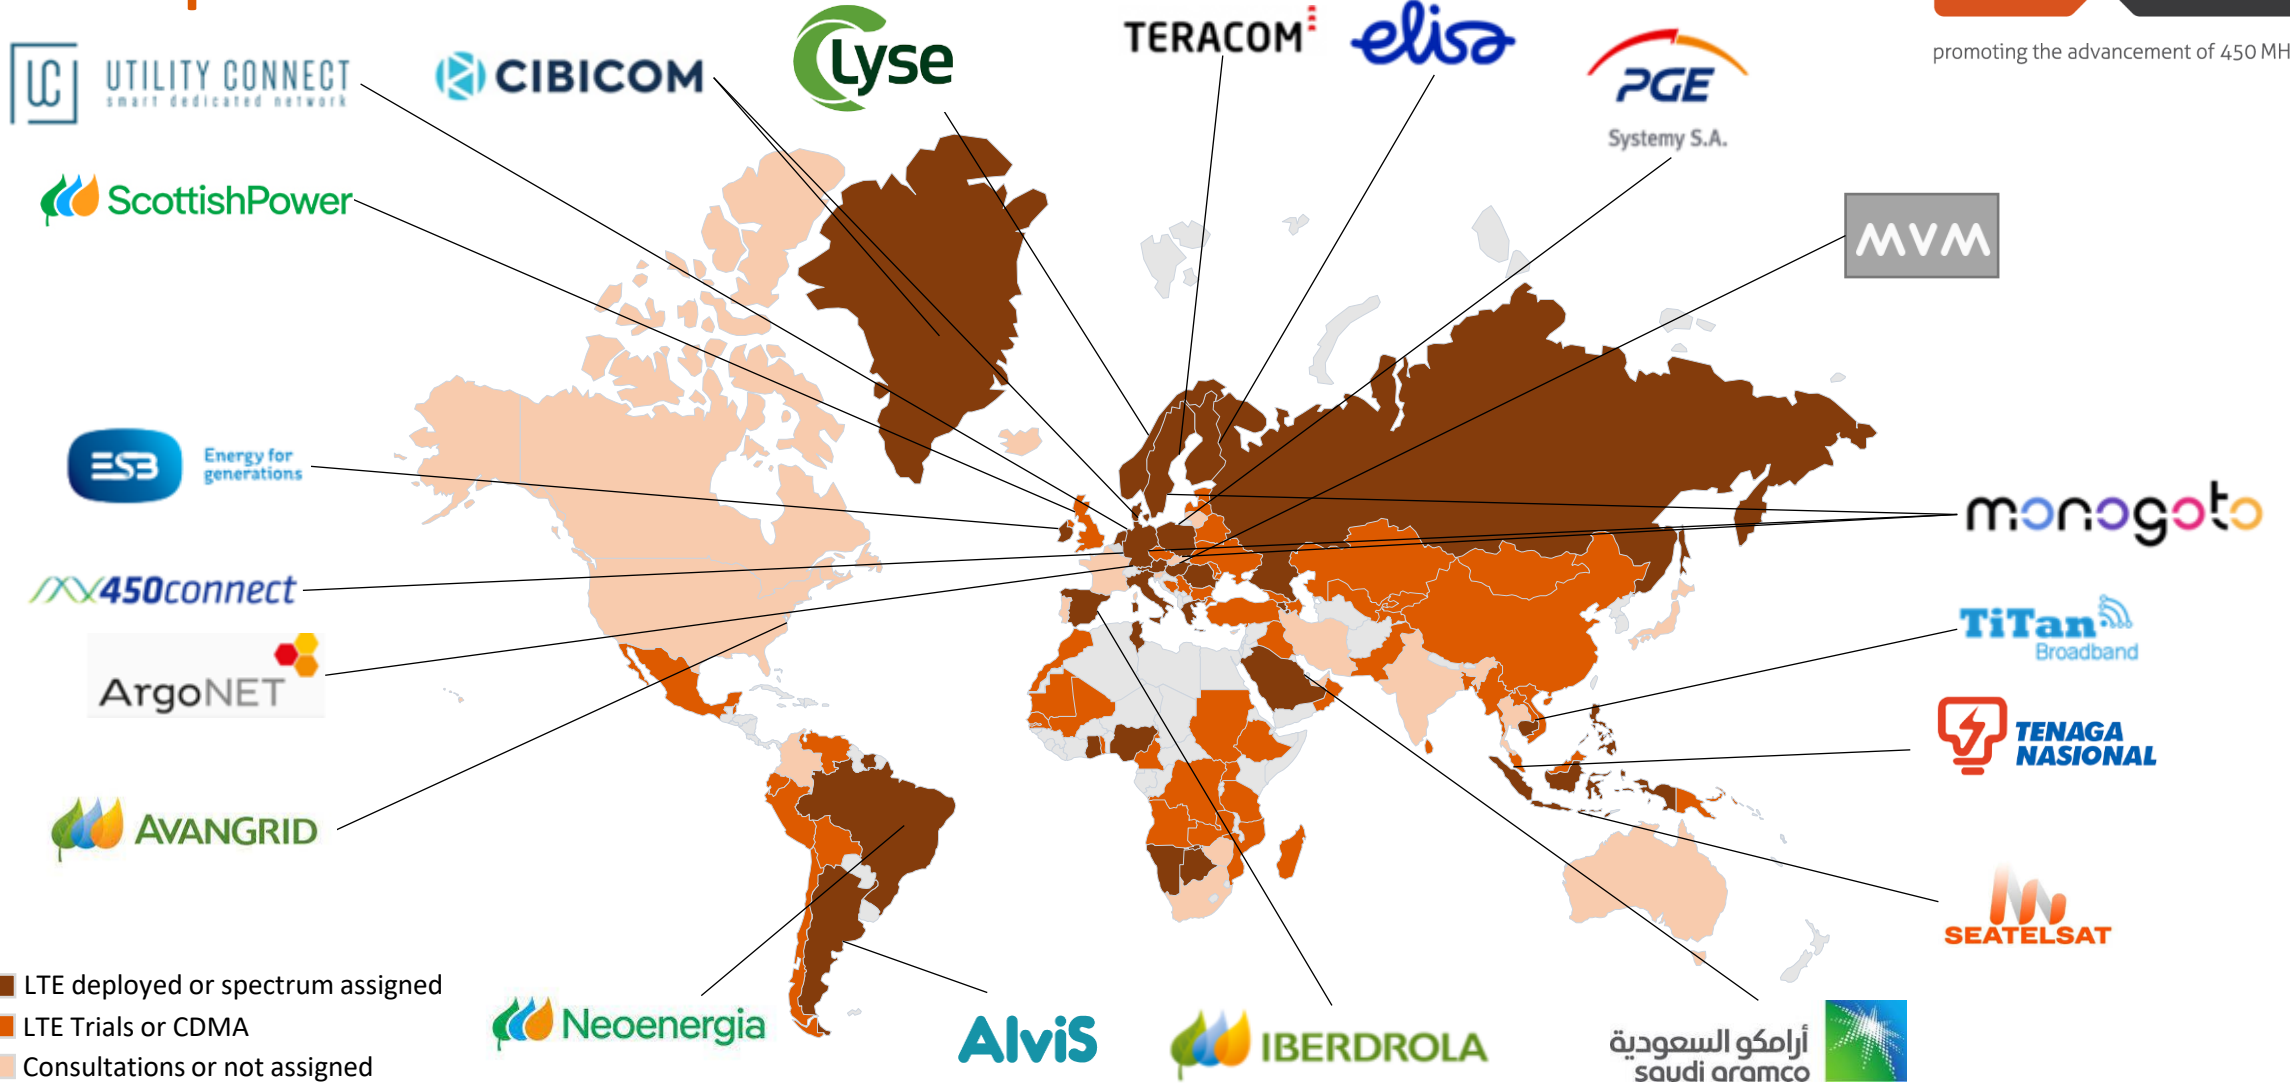 TERACOM
elisa
Lyse
promoting the advancement of 450 MH
UTILITY CONNECT
smart dedicated network
UC
CIBICOM
PGE
Systemy S.A.
ScottishPower
MVM
ESB
Energy for
generations
monogoto
450connect
TiTan
Broadband
ArgoNET
TENAGA
NASIONAL
AVANGRID
SEATELSAT
LTE deployed or spectrum assigned
LTE Trials or CDMA
Consultations or not assigned
Neoenergia
AlviS
IBERDROLA
أرامكو السعودية
saudi aramco